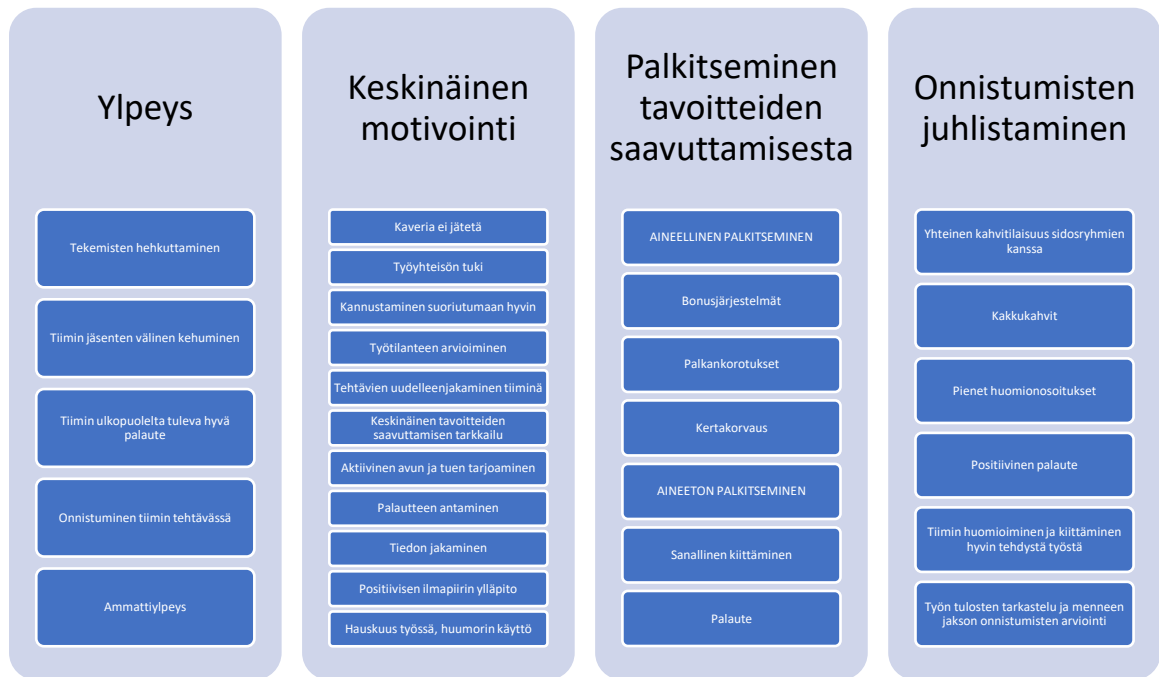 Ylpeys
Tekemisten hehkuttaminen
Tiimin jäsenten välinen kehuminen
Tiimin ulkopuolelta tuleva hyvä
palaute
Onnistuminen tiimin tehtävässä
Ammattiylpeys
Keskinäinen
motivointi
Kaveria ei jätetä
Työyhteisön tuki
Kannustaminen suoriutumaan hyvin
Työtilanteen arvioiminen
Tehtävien uudelleenjakaminen tiiminä
Keskinäinen tavoitteiden
saavuttamisen tarkkailu
Aktiivinen avun ja tuen tarjoaminen
Palautteen antaminen
Tiedon jakaminen
Positiivisen ilmapiirin ylläpito
Hauskuus työssä, huumorin käyttö
Palkitseminen
tavoitteiden
saavuttamisesta
AINEELLINEN PALKITSEMINEN
Bonusjärjestelmät
Palkankorotukset
Kertakorvaus
AINEETON PALKITSEMINEN
Sanallinen kiittäminen
Palaute
Onnistumisten
juhlistaminen
Yhteinen kahvitilaisuus sidosryhmien
kanssa
Kakkukahvit
Pienet huomionosoitukset
Positiivinen palaute
Tiimin huomioiminen ja kiittäminen
hyvin tehdystä työstä
Työn tulosten tarkastelu ja menneen
jakson onnistumisten arviointi